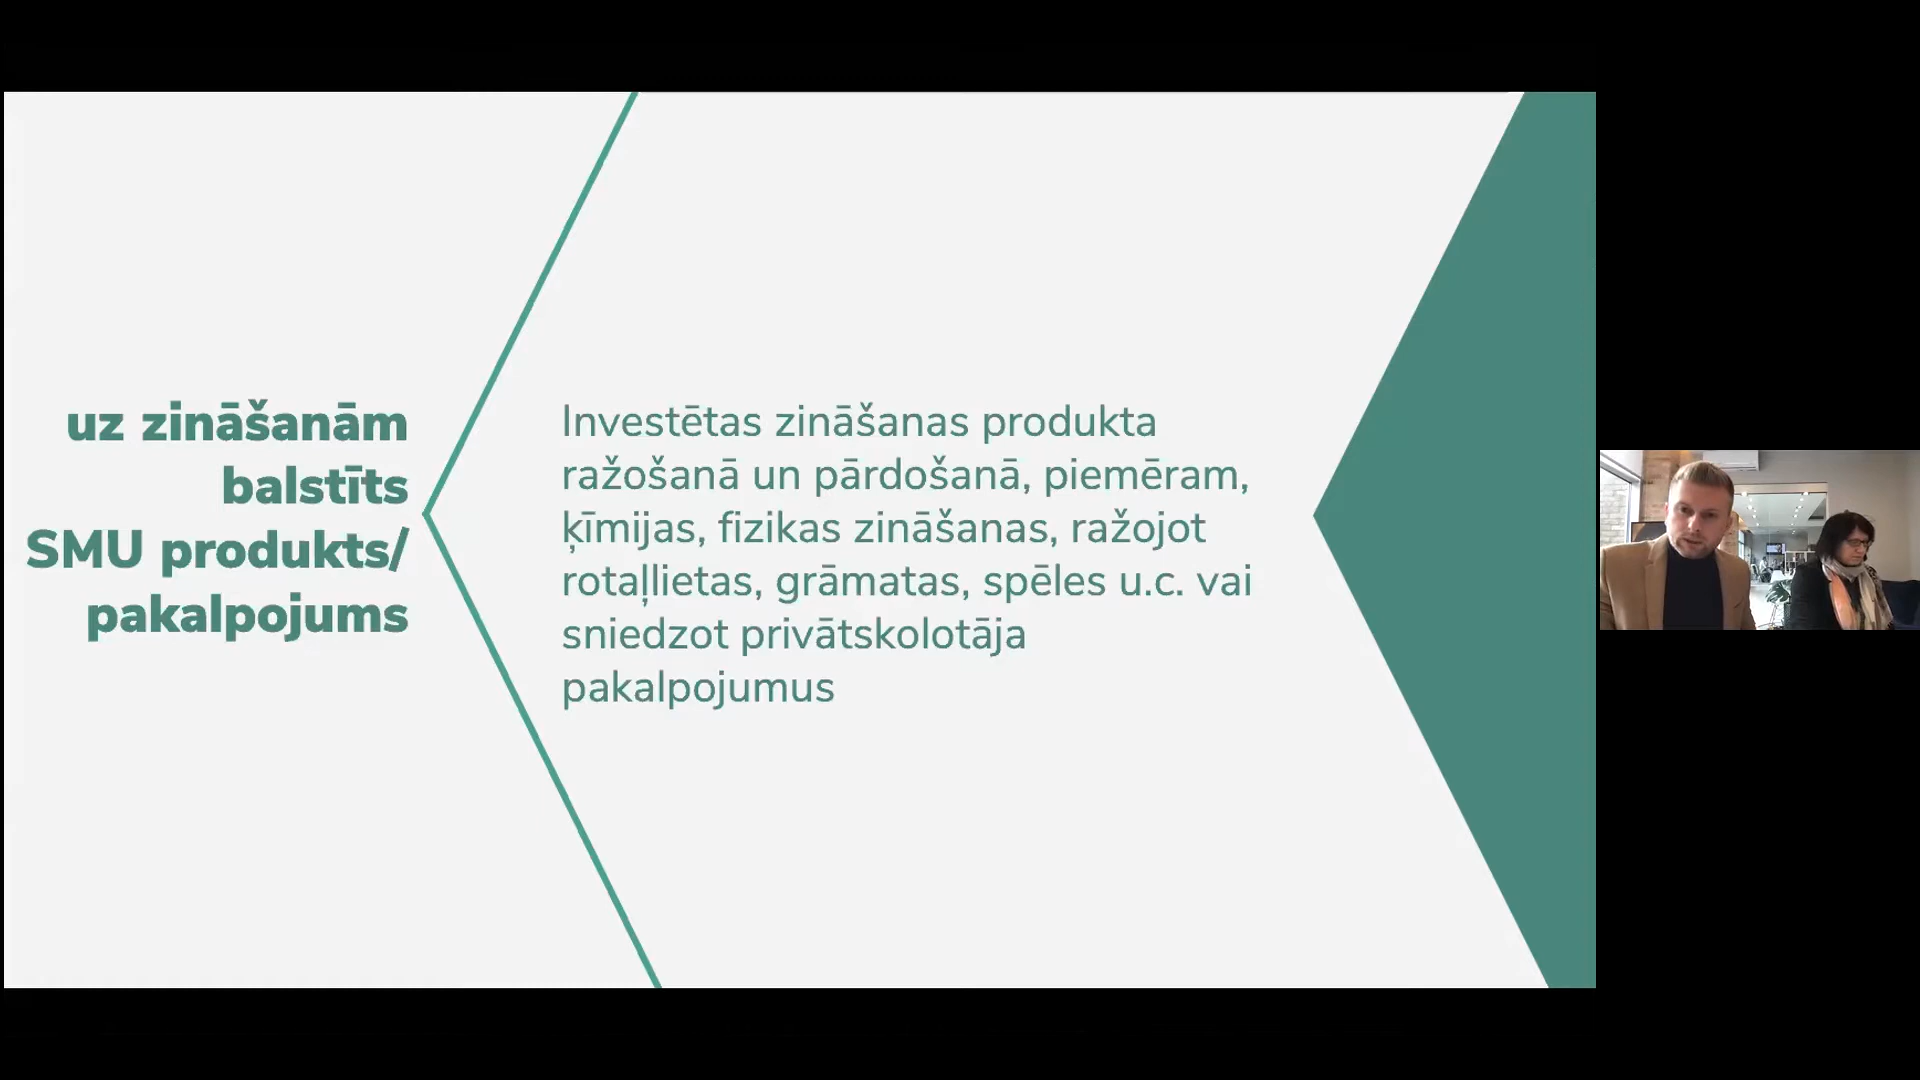 uz zināšanām
balstīts
SMU produkts/
pakalpojums
Investētas zināšanas produkta
ražošanā un pārdošanā, piemēram,
ķīmijas, fizikas zināšanas, ražojot
rotaļlietas, grāmatas, spēles u.c. vai
sniedzot privātskolotāja
pakalpojumus